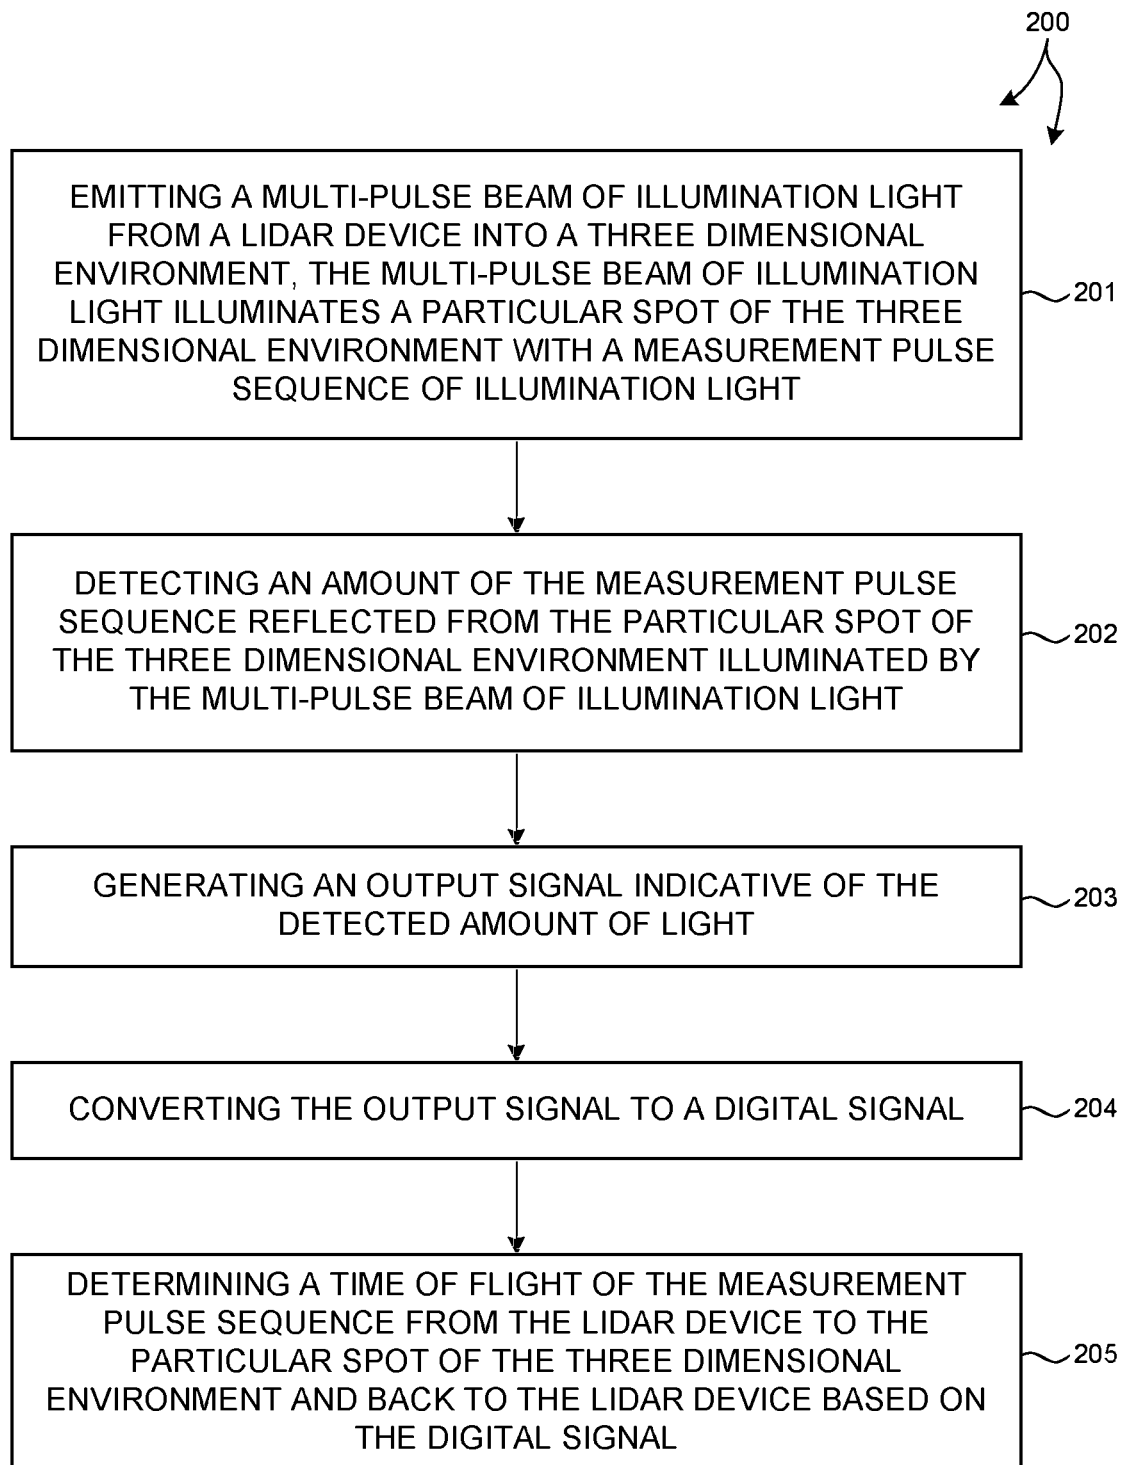 200
EMITTING A MULTI-PULSE BEAM OF ILLUMINATION LIGHT
FROM A LIDAR DEVICE INTO A THREE DIMENSIONAL
ENVIRONMENT, THE MULTI-PULSE BEAM OF ILLUMINATION
LIGHT ILLUMINATES A PARTICULAR SPOT OF THE THREE
DIMENSIONAL ENVIRONMENT WITH A MEASUREMENT PULSE
SEQUENCE OF ILLUMINATION LIGHT
201
DETECTING AN AMOUNT OF THE MEASUREMENT PULSE
SEQUENCE REFLECTED FROM THE PARTICULAR SPOT OF
THE THREE DIMENSIONAL ENVIRONMENT ILLUMINATED BY
THE MULTI-PULSE BEAM OF ILLUMINATION LIGHT
202
GENERATING AN OUTPUT SIGNAL INDICATIVE OF THE
DETECTED AMOUNT OF LIGHT
203
CONVERTING THE OUTPUT SIGNAL TO A DIGITAL SIGNAL
204
DETERMINING A TIME OF FLIGHT OF THE MEASUREMENT
PULSE SEQUENCE FROM THE LIDAR DEVICE TO THE
PARTICULAR SPOT OF THE THREE DIMENSIONAL
ENVIRONMENT AND BACK TO THE LIDAR DEVICE BASED ON
THE DIGITAL SIGNAL
205